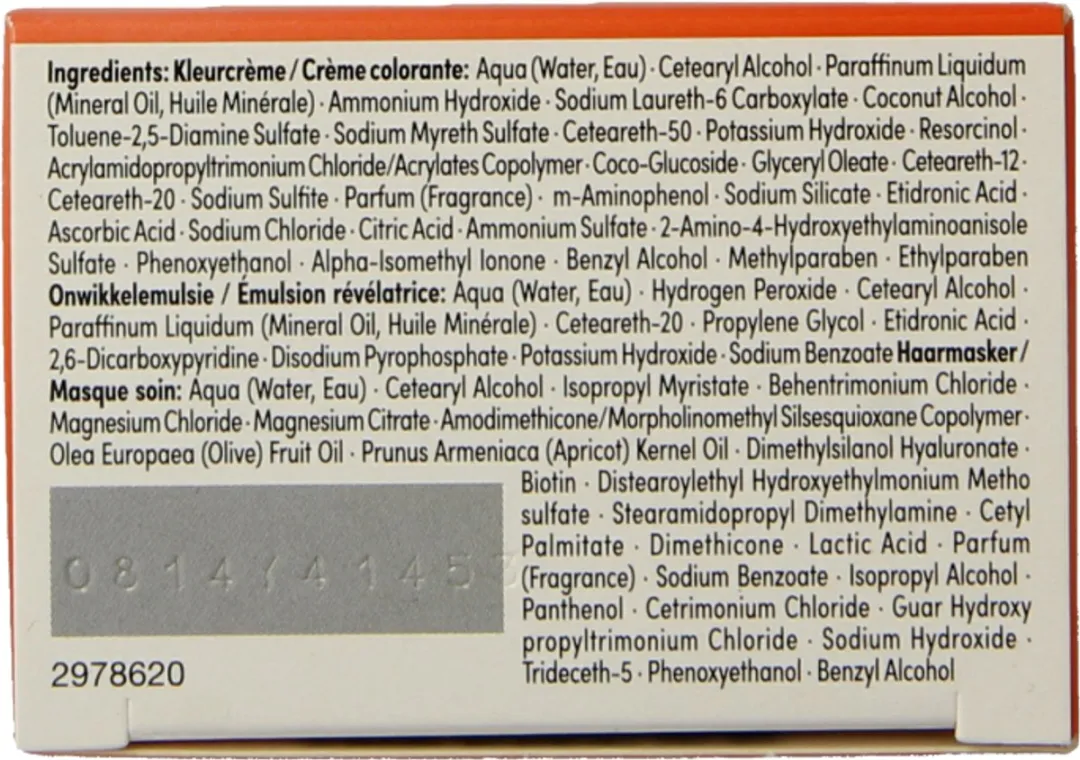 Ingredients: Kleurcrème / Crème colorante: Aqua (Water, Eau) · Cetearyl Alcohol · Paraffinum Liquidum
(Mineral Oil, Huile Minérale) · Ammonium Hydroxide · Sodium Laureth-6 Carboxylate · Coconut Alcohol ·
Toluene-2,5-Diamine Sulfate · Sodium Myreth Sulfate · Ceteareth-50 · Potassium Hydroxide · Resorcinol ·
Acrylamidopropyltrimonium Chloride/Acrylates Copolymer · Coco-Glucoside · Glyceryl Oleate · Ceteareth-12 ·
Ceteareth-20 · Sodium Sulfite · Parfum (Fragrance) · m-Aminophenol · Sodium Silicate · Etidronic Acid ·
Ascorbic Acid · Sodium Chloride · Citric Acid · Ammonium Sulfate · 2-Amino-4-Hydroxyethylaminoanisole
Sulfate · Phenoxyethanol · Alpha-Isomethyl Ionone · Benzyl Alcohol · Methylparaben · Ethylparaben
Onwikkelemulsie / Émulsion révélatrice: Aqua (Water, Eau) · Hydrogen Peroxide · Cetearyl Alcohol ·
Paraffinum Liquidum (Mineral Oil, Huile Minérale) · Ceteareth-20 · Propylene Glycol · Etidronic Acid ·
2,6-Dicarboxypyridine · Disodium Pyrophosphate · Potassium Hydroxide · Sodium Benzoate Haarmasker /
Masque soin: Aqua (Water, Eau) · Cetearyl Alcohol · Isopropyl Myristate · Behentrimonium Chloride ·
Magnesium Chloride · Magnesium Citrate · Amodimethicone/Morpholinomethyl Silsesquioxane Copolymer ·
Olea Europaea (Olive) Fruit Oil · Prunus Armeniaca (Apricot) Kernel Oil · Dimethylsilanol Hyaluronate ·
Biotin · Distearoylethyl Hydroxyethylmonium Metho
sulfate · Stearamidopropyl Dimethylamine · Cetyl
Palmitate · Dimethicone · Lactic Acid · Parfum
(Fragrance) · Sodium Benzoate · Isopropyl Alcohol ·
Panthenol · Cetrimonium Chloride · Guar Hydroxy
propyltrimonium Chloride · Sodium Hydroxide ·
Trideceth-5 · Phenoxyethanol · Benzyl Alcohol
2978620